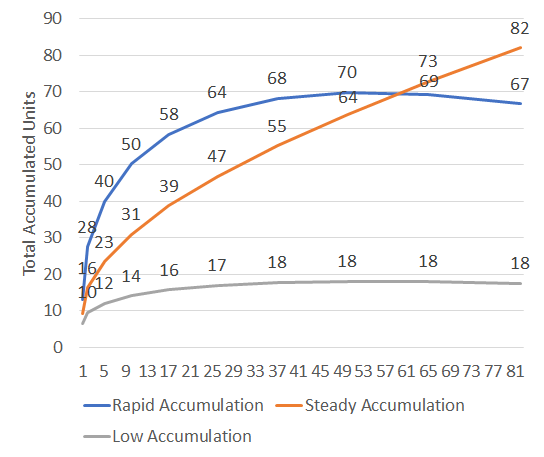 90
80
70
60
50
40
30
20
10
0
Total Accumulated Units
28 40 50 58 64 68 70 69 67
16 23 31 39 47 55 64 73 82
10 12 14 16 17 18 18 18 18
1 5 9 13 17 21 25 29 33 37 41 45 49 53 57 61 65 69 73 77 81
Rapid Accumulation Steady Accumulation
Low Accumulation